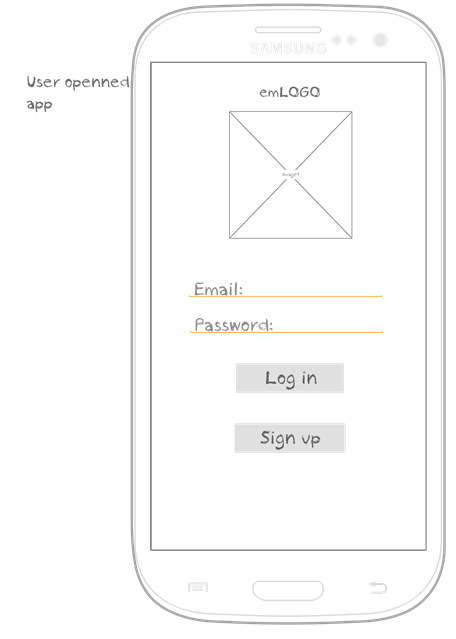 SAMSUNG
User openned
app
emLOGO
Email:
Password:
Log in
Sign up